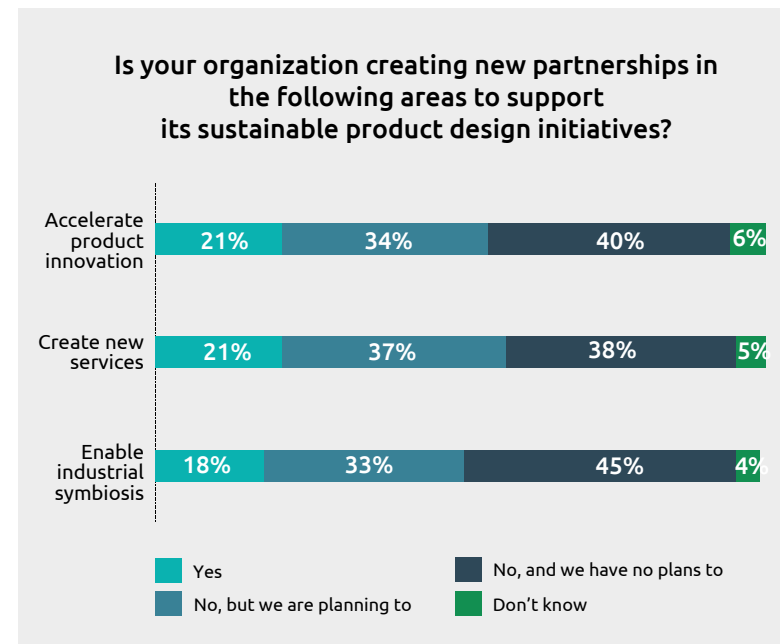 Is your organization creating new partnerships in
the following areas to support
its sustainable product design initiatives?
Accelerate
product
innovation
21% 34% 40% 6%
Create new
services
21% 37% 38% 5%
Enable
industrial
symbiosis
18% 33% 45% 4%
Yes
No, but we are planning to
No, and we have no plans to
Don’t know